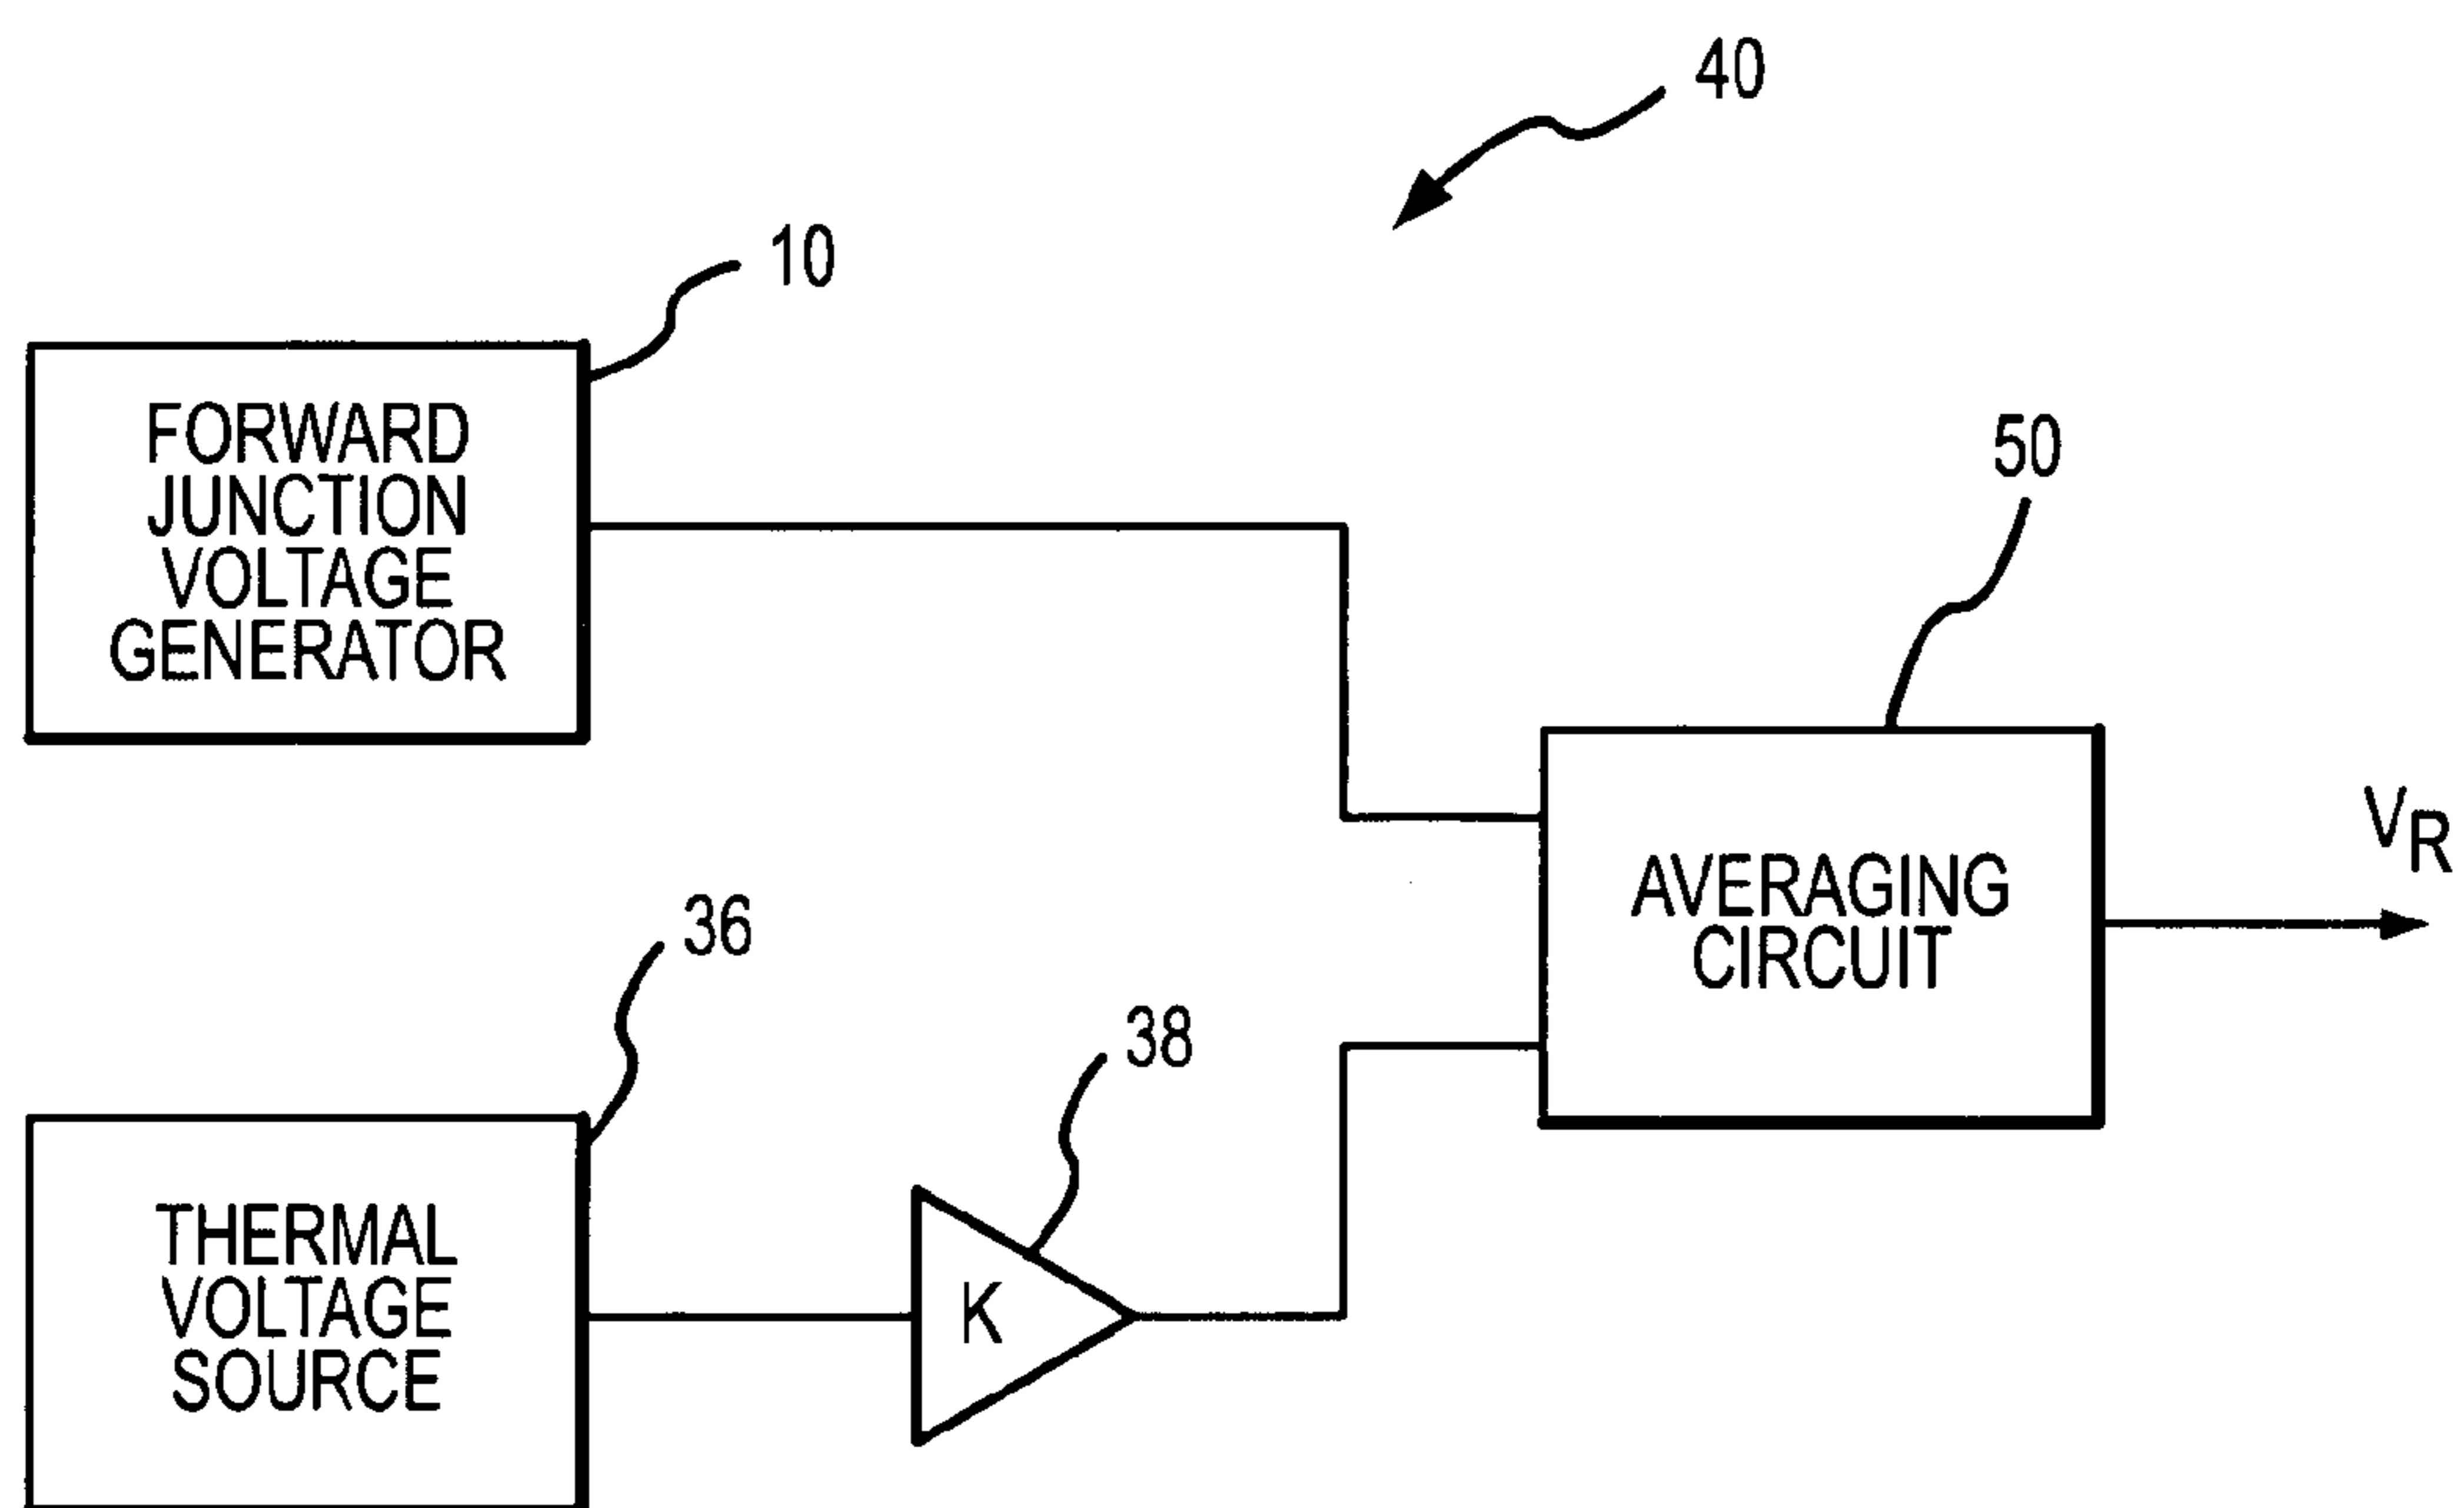 40
10
FORWARD
JUNCTION
VOLTAGE
GENERATOR
50
VR
AVERAGING
CIRCUIT
36
38
THERMAL
VOLTAGE
SOURCE
K